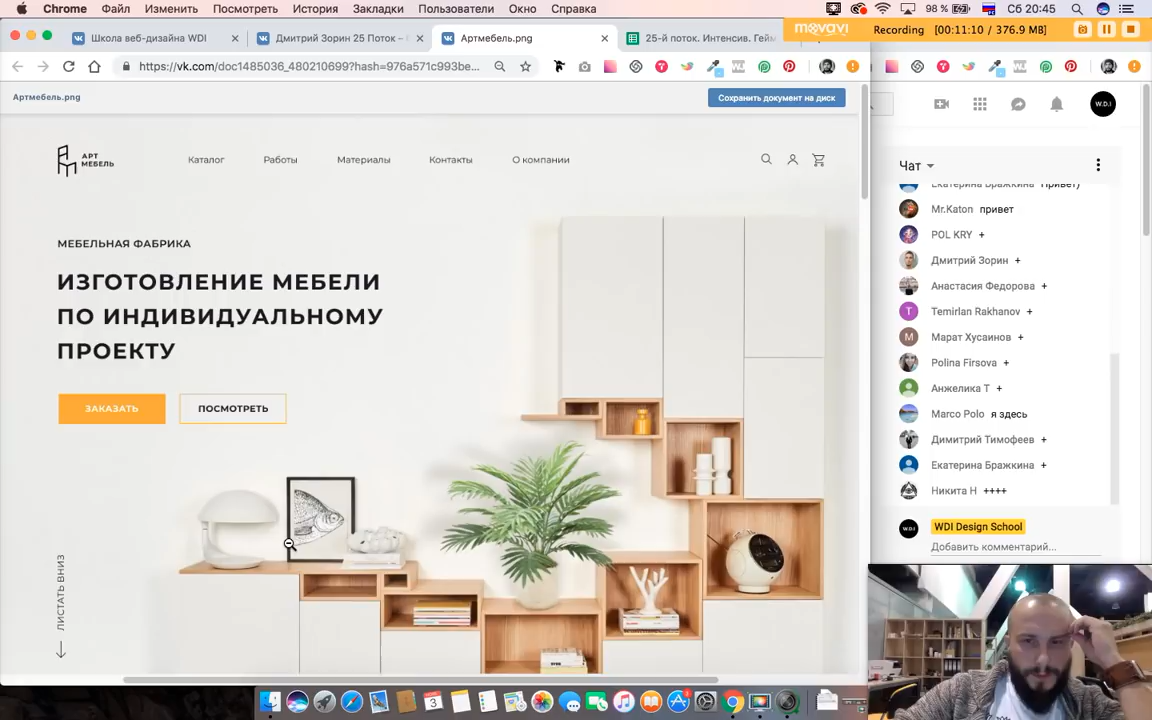 Chrome Файл Изменить Посмотреть История Закладки Пользователи Окно Справка 98 % Сб 20:45
Школа веб-дизайна WDI
Дмитрий Зорин 25 Поток –
Артмебель.png
25-й поток. Интенсив. Гейм
movavi
Recording 00:11:10 / 376.9 MB)
https://vk.com/doc1485036_480210699?hash=976a571c993be...
Артмебель.png
Сохранить документ на диск
АРТ
МЕБЕЛЬ
Каталог Работы Материалы Контакты О компании
МЕБЕЛЬНАЯ ФАБРИКА
ИЗГОТОВЛЕНИЕ МЕБЕЛИ
ПО ИНДИВИДУАЛЬНОМУ
ПРОЕКТУ
ЗАКАЗАТЬ ПОСМОТРЕТЬ
ЛИСТАТЬ ВНИЗ
W.D.I
Чат
Екатерина Бражкина Привет)
Mr.Katon привет
POL KRY +
Дмитрий Зорин +
Анастасия Федорова +
T Temirlan Rakhanov +
Марат Хусаинов +
Polina Firsova +
Анжелика Т +
Marco Polo я здесь
Димитрий Тимофеев +
Екатерина Бражкина +
Никита Н ++++
W.D.I WDI Design School
Добавить комментарий...
3